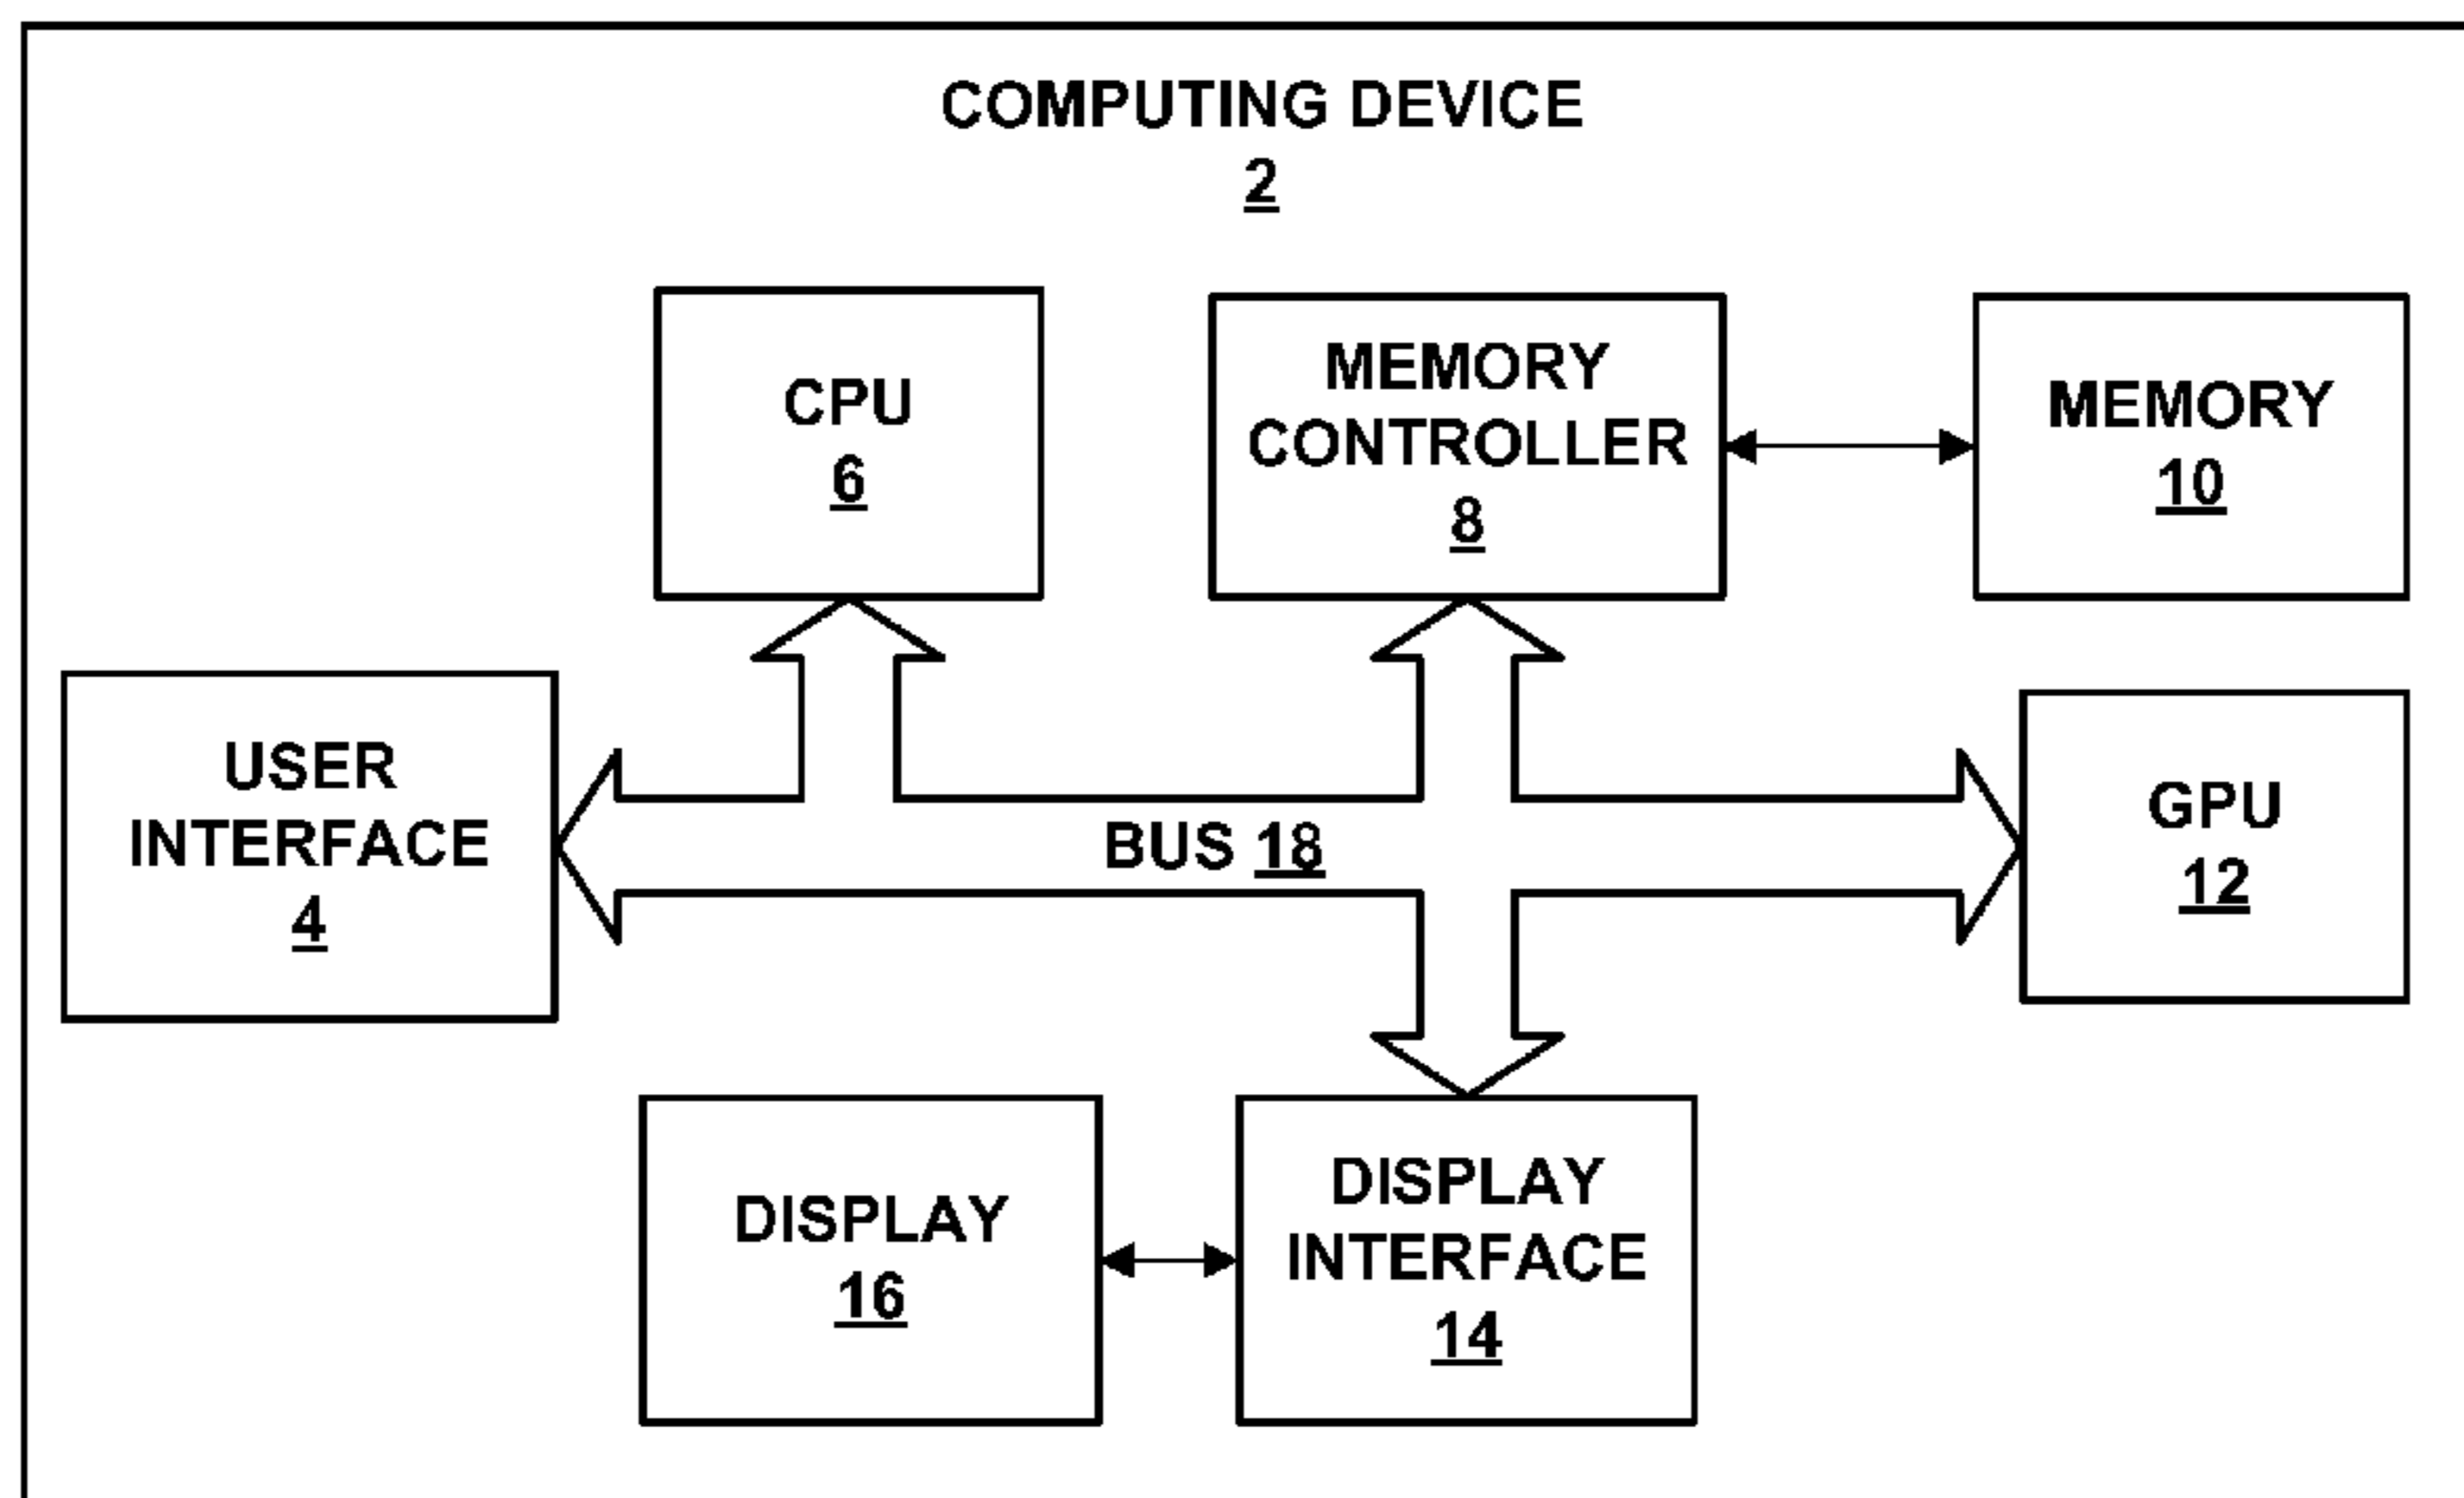 COMPUTING DEVICE
2
CPU
6
MEMORY
CONTROLLER
8
MEMORY
10
USER
INTERFACE
4
BUS 18
GPU
12
DISPLAY
16
DISPLAY
INTERFACE
14